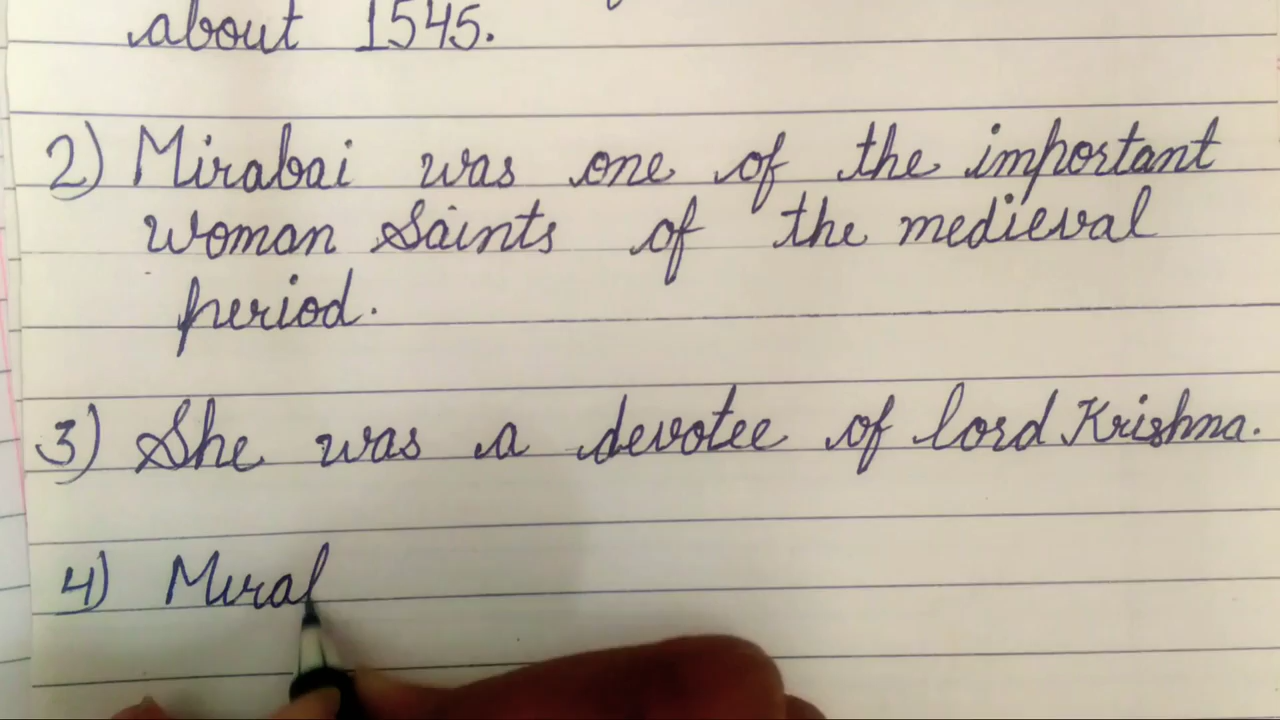 about 1545.
2) Mirabai was one of the important
woman Saints of the medieval
period.
3) She was a devotee of lord Krishna.
4) Miral